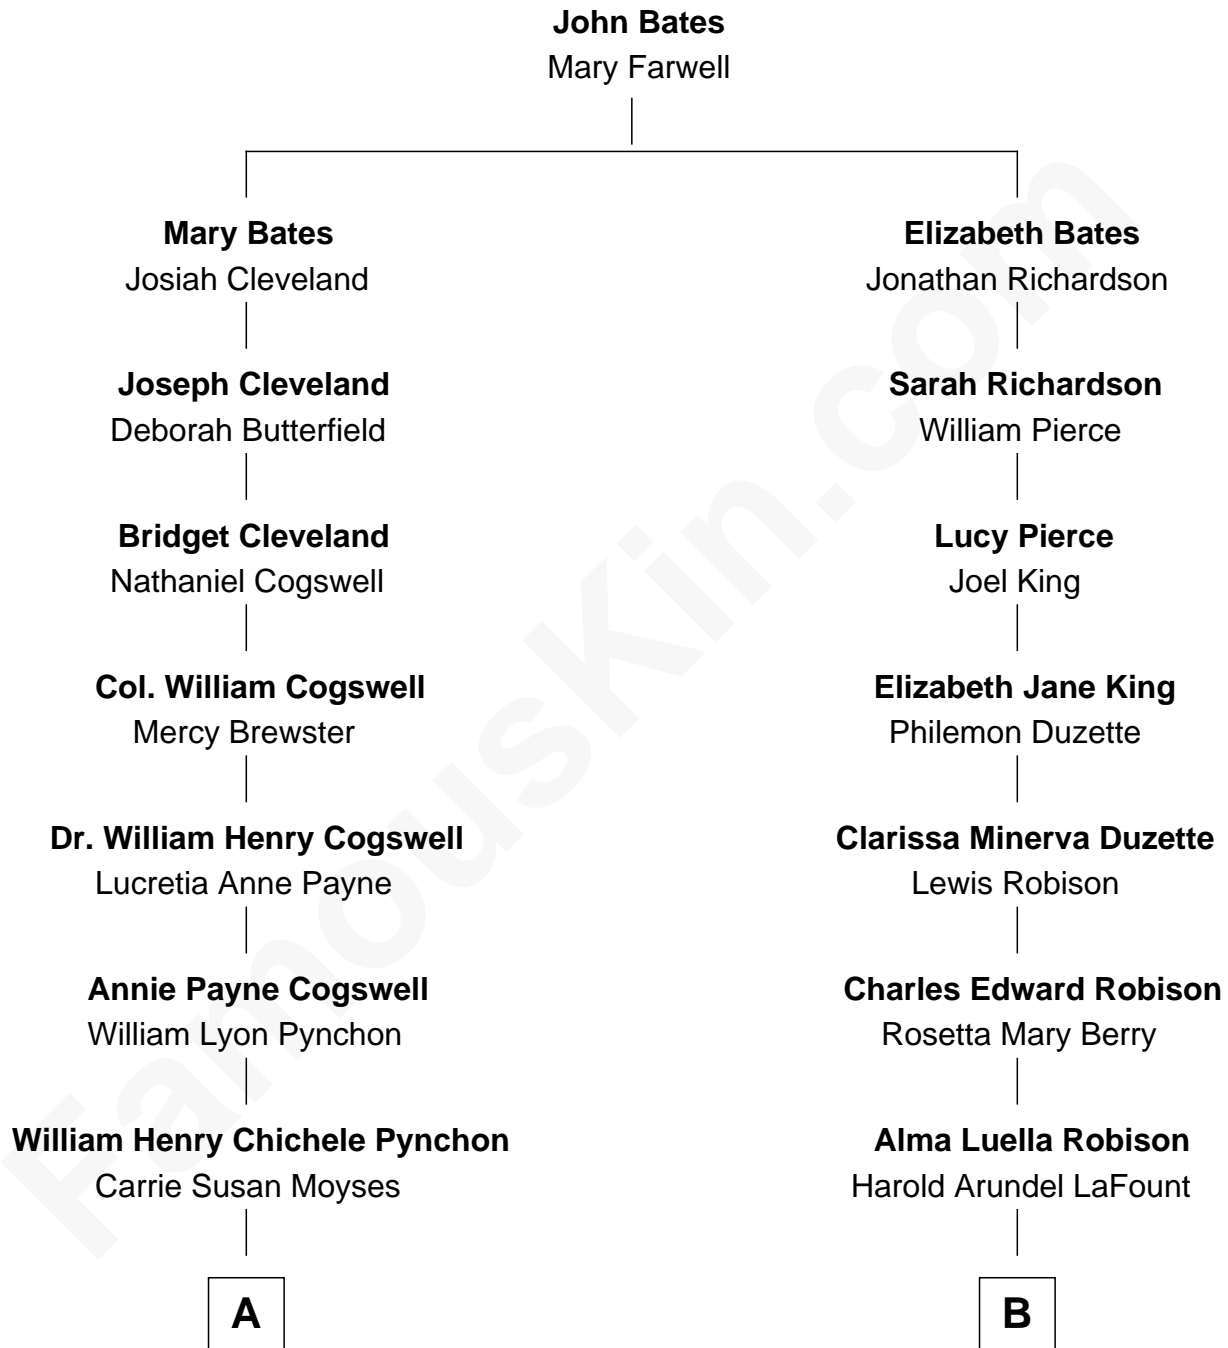 John Bates
Mary Farwell
Mary Bates
Josiah Cleveland
Elizabeth Bates
Jonathan Richardson
Joseph Cleveland
Deborah Butterfield
Sarah Richardson
William Pierce
Bridget Cleveland
Nathaniel Cogswell
Lucy Pierce
Joel King
Col. William Cogswell
Mercy Brewster
Elizabeth Jane King
Philemon Duzette
Dr. William Henry Cogswell
Lucretia Anne Payne
Clarissa Minerva Duzette
Lewis Robison
Annie Payne Cogswell
William Lyon Pynchon
Charles Edward Robison
Rosetta Mary Berry
William Henry Chichele Pynchon
Carrie Susan Moyses
Alma Luella Robison
Harold Arundel LaFount
A
B
FamousKin.com